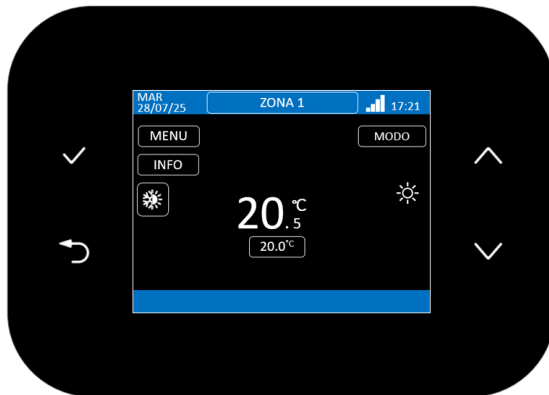 MAR
28/07/25
ZONA 1
17:21
MENU
MODO
INFO
20.5 °C
20.0°C